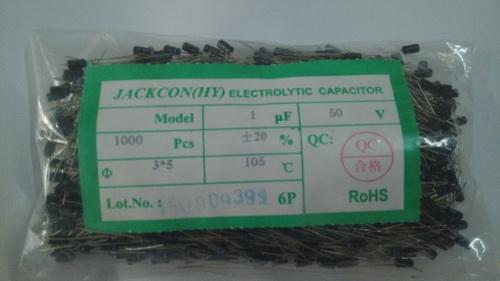 JACKCON(HY) ELECTROLYTIC CAPACITOR
Model 1 μF 50 V
1000 Pcs ±20 % QC:
QC
合格
Φ 3*5 105 ℃
Lot.No.: 6P
RoHS